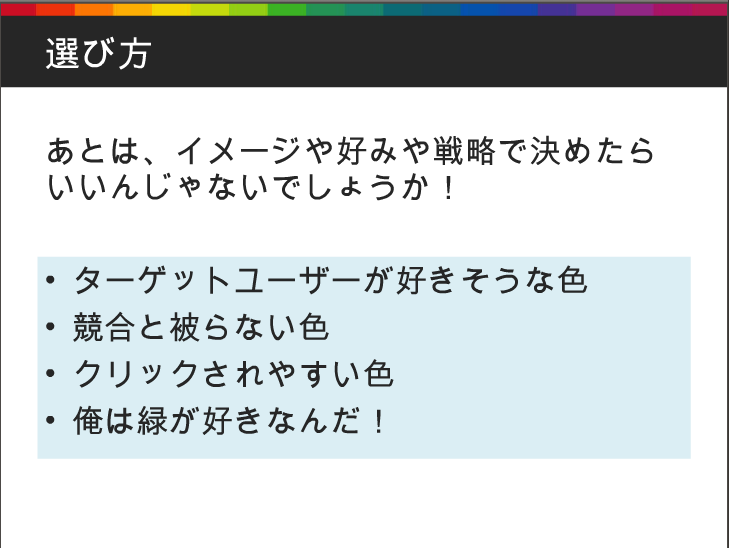 選び方
あとは、イメージや好みや戦略で決めたら
いいんじゃないでしょうか！
• ターゲットユーザーが好きそうな色
• 競合と被らない色
• クリックされやすい色
• 俺は緑が好きなんだ！